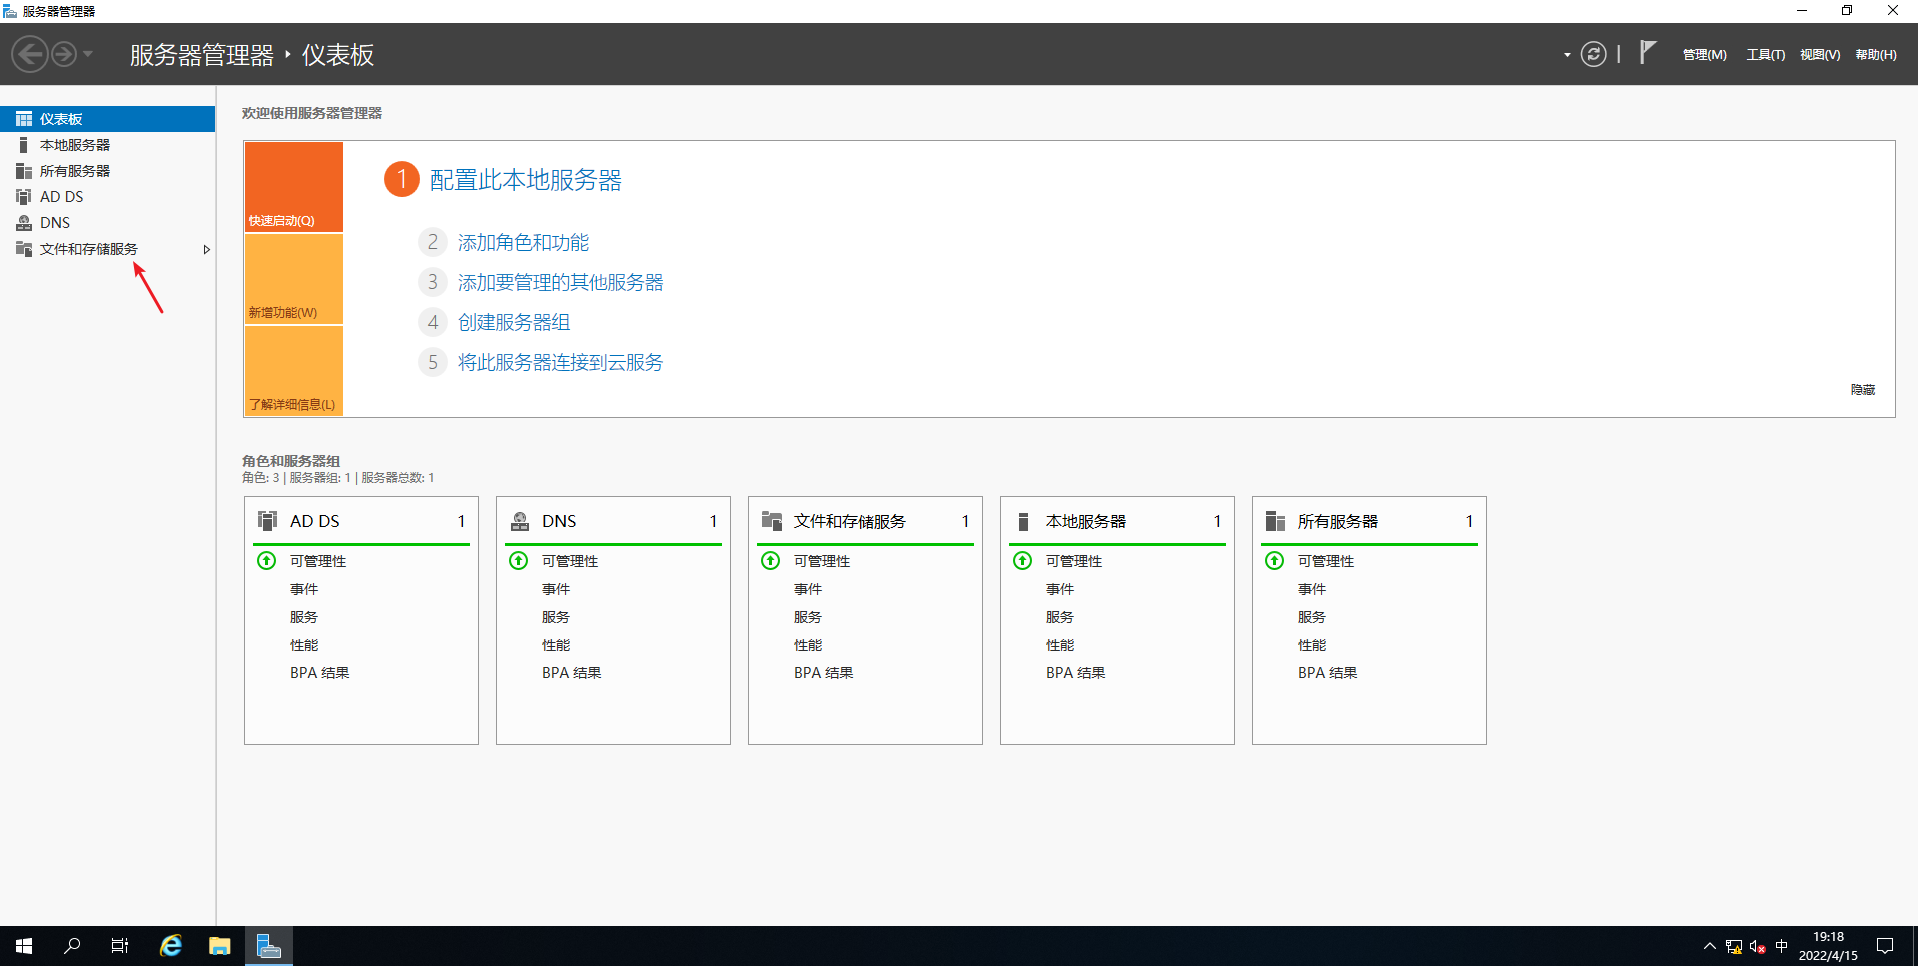 服务器管理器
服务器管理器 ‣ 仪表板
管理(M) 工具(T) 视图(V) 帮助(H)
仪表板
本地服务器
所有服务器
AD DS
DNS
文件和存储服务
欢迎使用服务器管理器
快速启动(Q)
新增功能(W)
了解详细信息(L)
1 配置此本地服务器
2 添加角色和功能
3 添加要管理的其他服务器
4 创建服务器组
5 将此服务器连接到云服务
隐藏
角色和服务器组
角色: 3 | 服务器组: 1 | 服务器总数: 1
AD DS 1
可管理性
事件
服务
性能
BPA 结果
DNS 1
可管理性
事件
服务
性能
BPA 结果
文件和存储服务 1
可管理性
事件
服务
性能
BPA 结果
本地服务器 1
可管理性
事件
服务
性能
BPA 结果
所有服务器 1
可管理性
事件
服务
性能
BPA 结果
中
19:18
2022/4/15